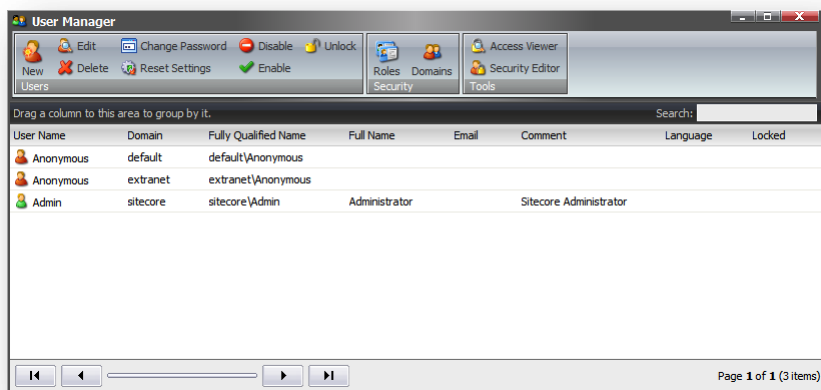 User Manager
Edit Change Password Disable Unlock
New Delete Reset Settings Enable
Users
Roles Domains
Security
Access Viewer
Security Editor
Tools
Drag a column to this area to group by it. Search:
User Name Domain Fully Qualified Name Full Name Email Comment Language Locked
Anonymous default default\Anonymous
Anonymous extranet extranet\Anonymous
Admin sitecore sitecore\Admin Administrator Sitecore Administrator
Page 1 of 1 (3 items)